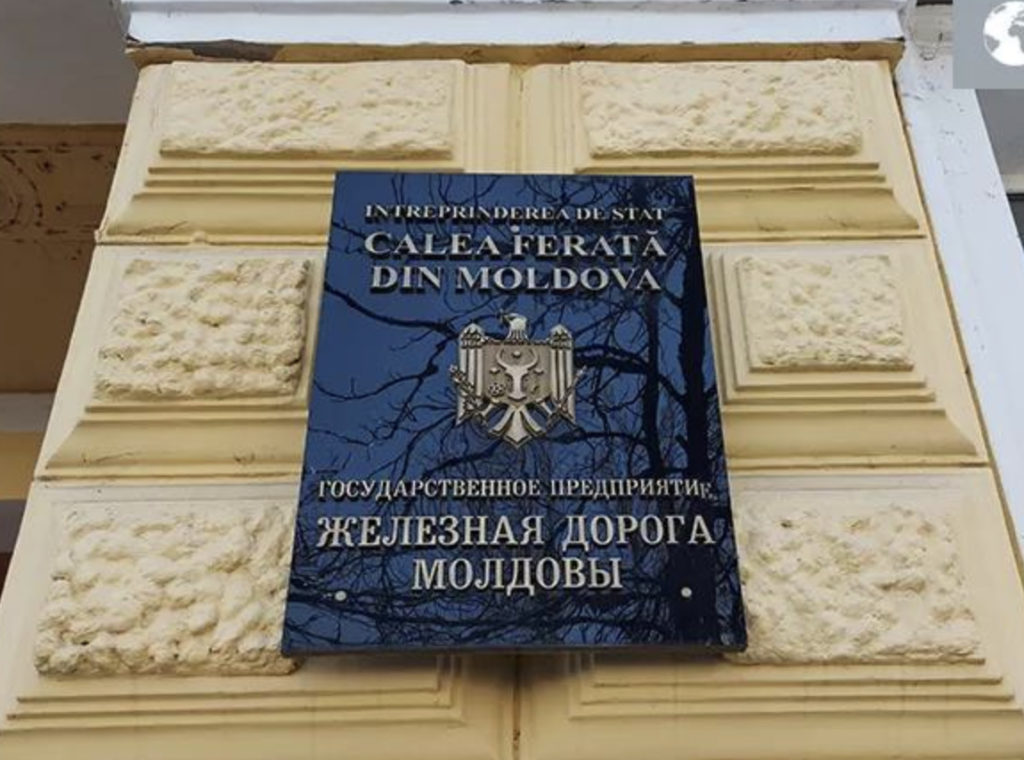 INTREPRINDEREA DE STAT
CALEA FERATĂ
DIN MOLDOVA
ГОСУДАРСТВЕННОЕ ПРЕДПРИЯТИЕ
ЖЕЛЕЗНАЯ ДОРОГА
МОЛДОВЫ